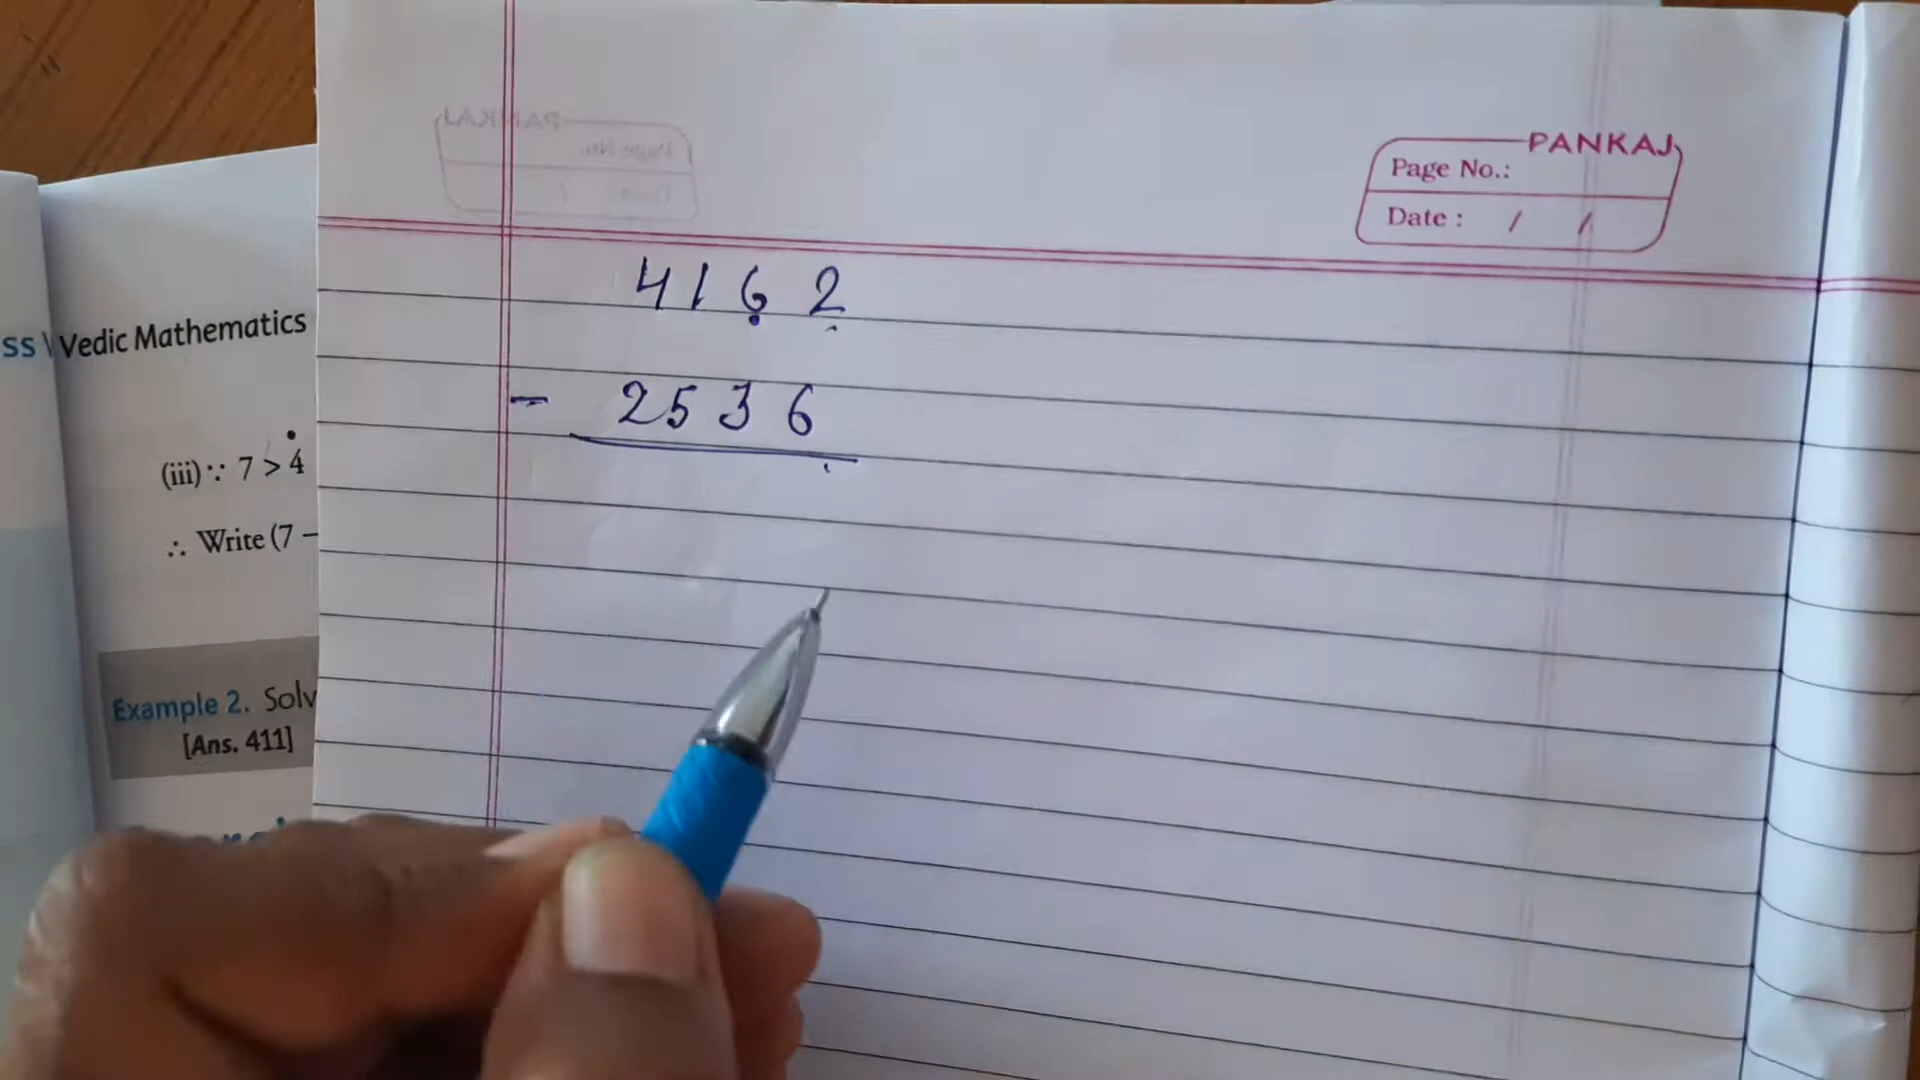 PANKAJ
Page No.:
Date : / /
4162
- 2536
ss
Vedic Mathematics
(iii) ∵ 7 > 4̇
∴ Write (7 –
Example 2. Solv
[Ans. 411]